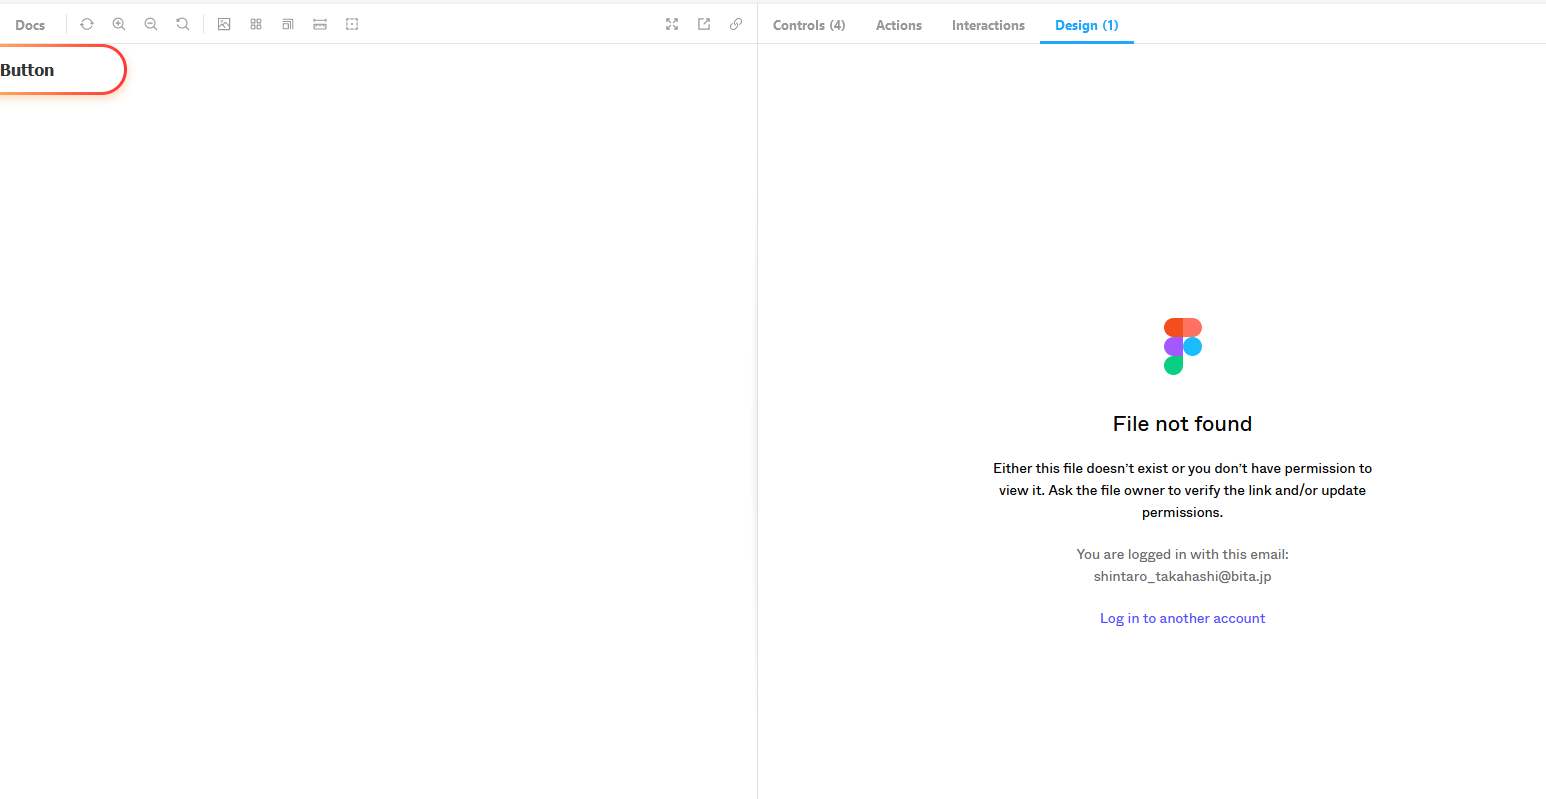 Docs
Controls (4)
Actions
Interactions
Design (1)
Button
File not found
Either this file doesn't exist or you don't have permission to
view it. Ask the file owner to verify the link and/or update
permissions.
You are logged in with this email:
shintaro_takahashi@bita.jp
Log in to another account